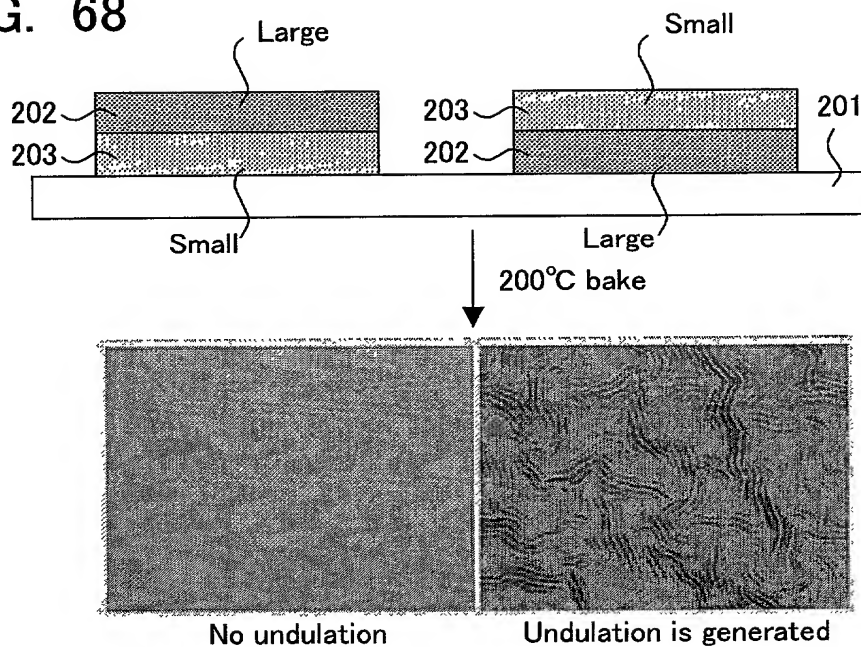 G. 68
Large
Small
202
203
203
202
201
Small
Large
200°C bake
No undulation
Undulation is generated